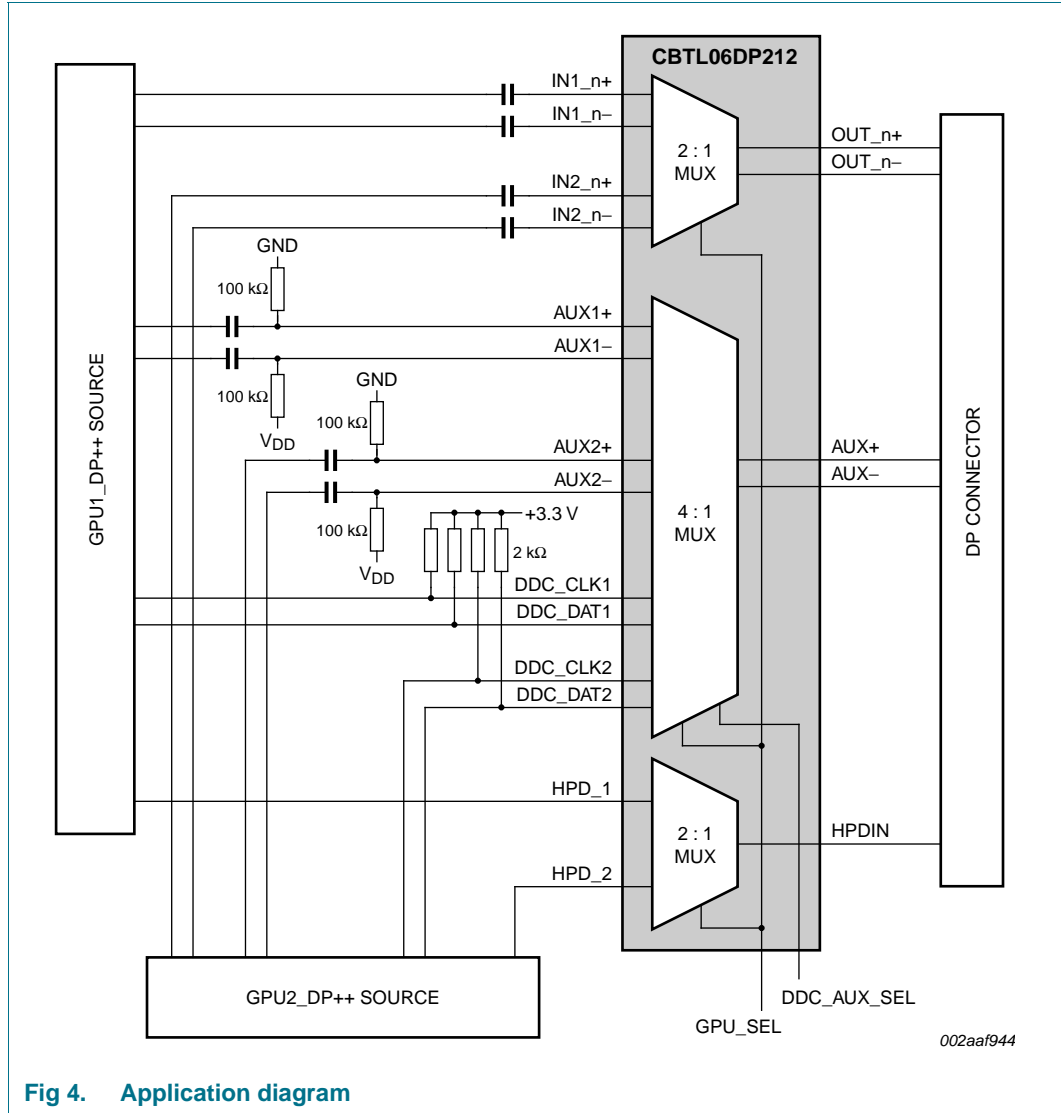 CBTL06DP212
IN1_n+
IN1_n−
2 : 1
MUX
OUT_n+
OUT_n−
IN2_n+
IN2_n−
GND
100 kΩ
AUX1+
AUX1−
100 kΩ
VDD
GND
100 kΩ
AUX2+
AUX2−
100 kΩ
VDD
+3.3 V
2 kΩ
4 : 1
MUX
AUX+
AUX−
DDC_CLK1
DDC_DAT1
DDC_CLK2
DDC_DAT2
HPD_1
2 : 1
MUX
HPDIN
HPD_2
GPU1_DP++ SOURCE
DP CONNECTOR
GPU2_DP++ SOURCE
DDC_AUX_SEL
GPU_SEL
002aaf944
Fig 4. Application diagram